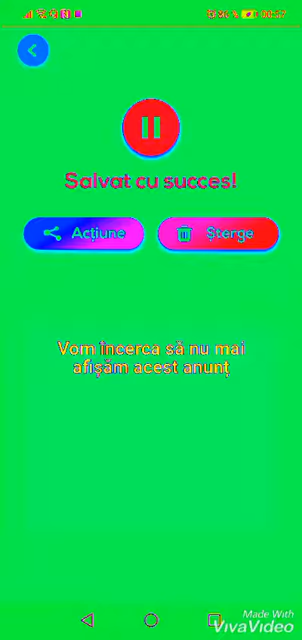 Salvat cu succes!
Acțiune
Șterge
Vom încerca să nu mai
afișăm acest anunț
Made With
VivaVideo